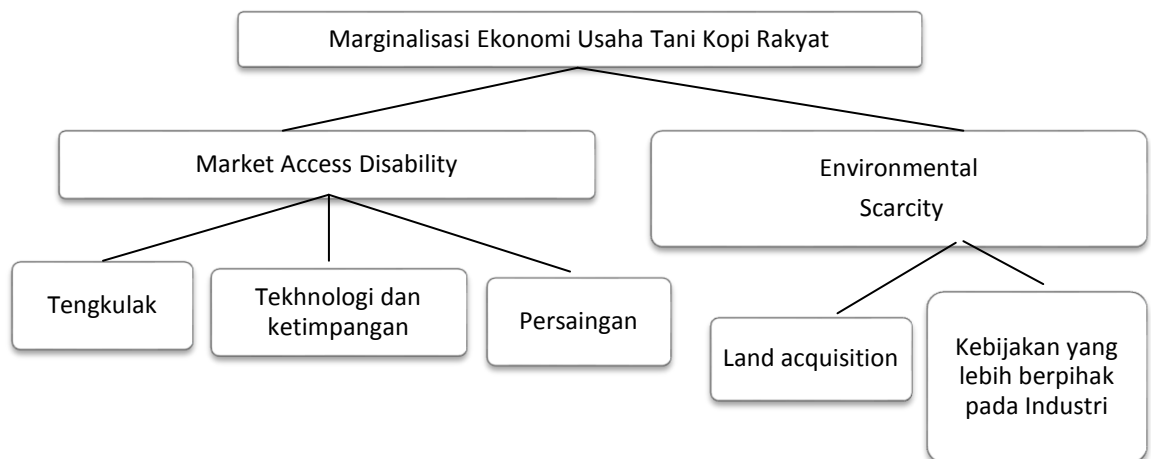 Marginalisasi Ekonomi Usaha Tani Kopi Rakyat
Market Access Disability
Environmental
Scarcity
Tengkulak
Tekhnologi dan
ketimpangan
Persaingan
Land acquisition
Kebijakan yang
lebih berpihak
pada Industri